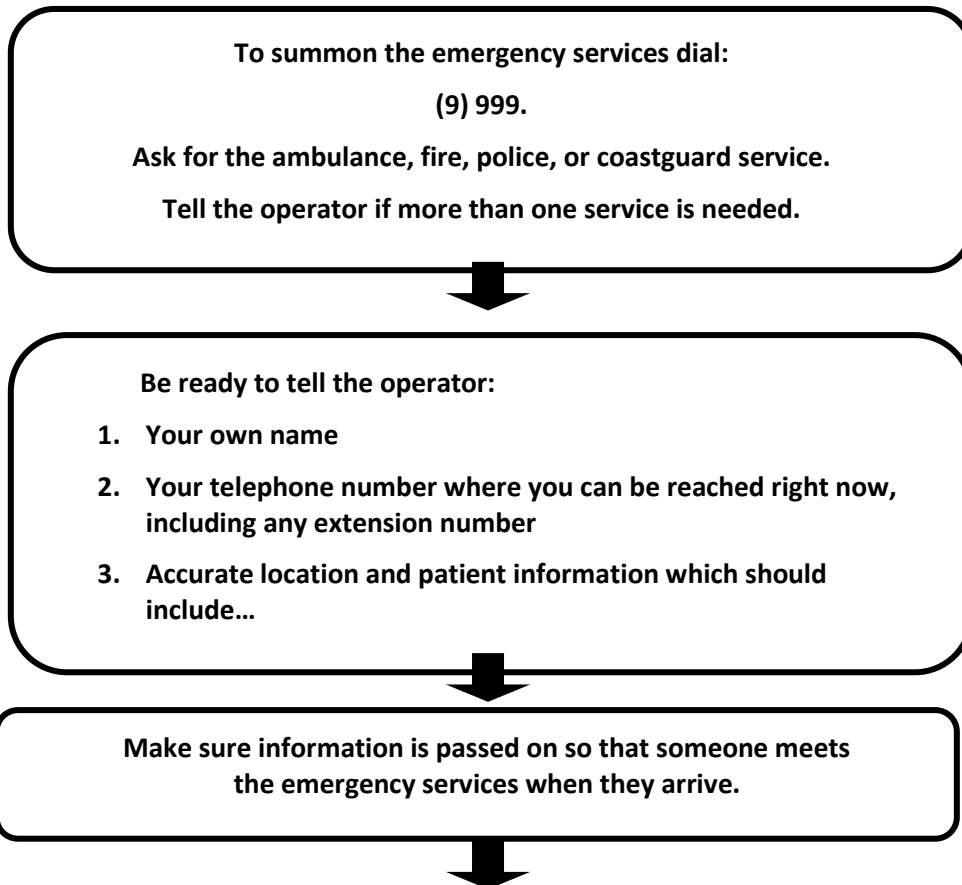 To summon the emergency services dial:
(9) 999.
Ask for the ambulance, fire, police, or coastguard service.
Tell the operator if more than one service is needed.
Be ready to tell the operator:
1. Your own name
2. Your telephone number where you can be reached right now,
including any extension number
3. Accurate location and patient information which should
include…
Make sure information is passed on so that someone meets
the emergency services when they arrive.